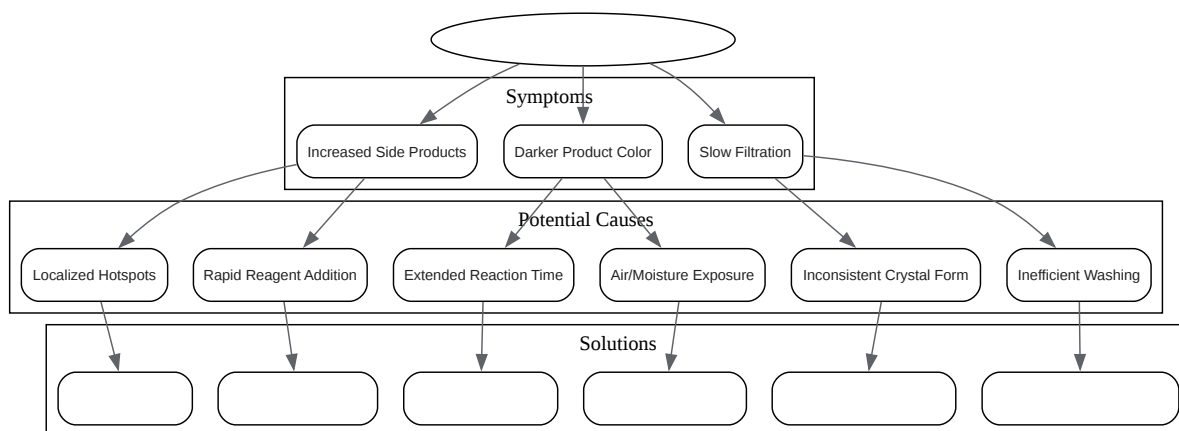 Symptoms
Increased Side Products
Darker Product Color
Slow Filtration
Potential Causes
Localized Hotspots
Rapid Reagent Addition
Extended Reaction Time
Air/Moisture Exposure
Inconsistent Crystal Form
Inefficient Washing
Solutions